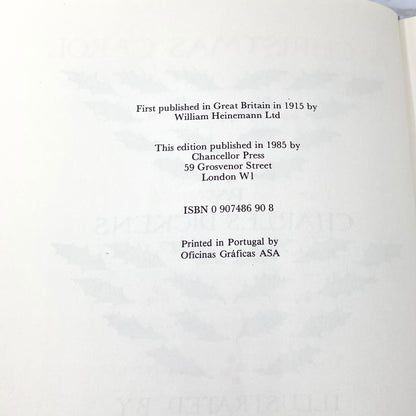 First published in Great Britain in 1915 by
William Heinemann Ltd
This edition published in 1985 by
Chancellor Press
59 Grosvenor Street
London W1
ISBN 0 907486 90 8
Printed in Portugal by
Oficinas Gráficas ASA